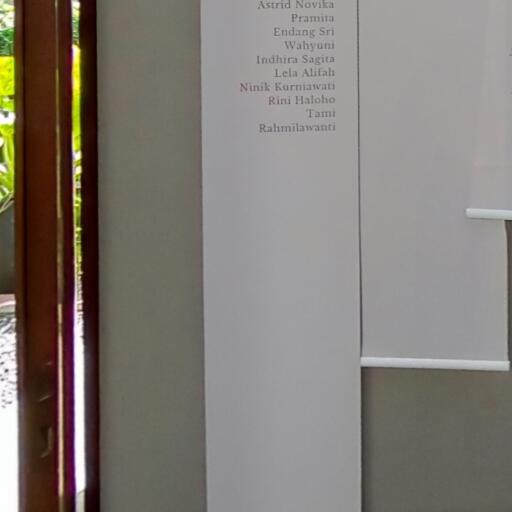 Astrid Novika
Pramita
Endang Sri
Wahyuni
Indhira Sagita
Lela Alifah
Ninik Kurniawati
Rini Haloho
Tami
Rahmilawanti